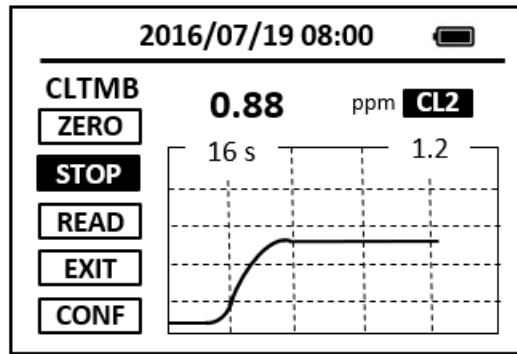 2016/07/19 08:00
CLTMB
0.88 ppm CL2
ZERO
16 s 1.2
STOP
READ
EXIT
CONF